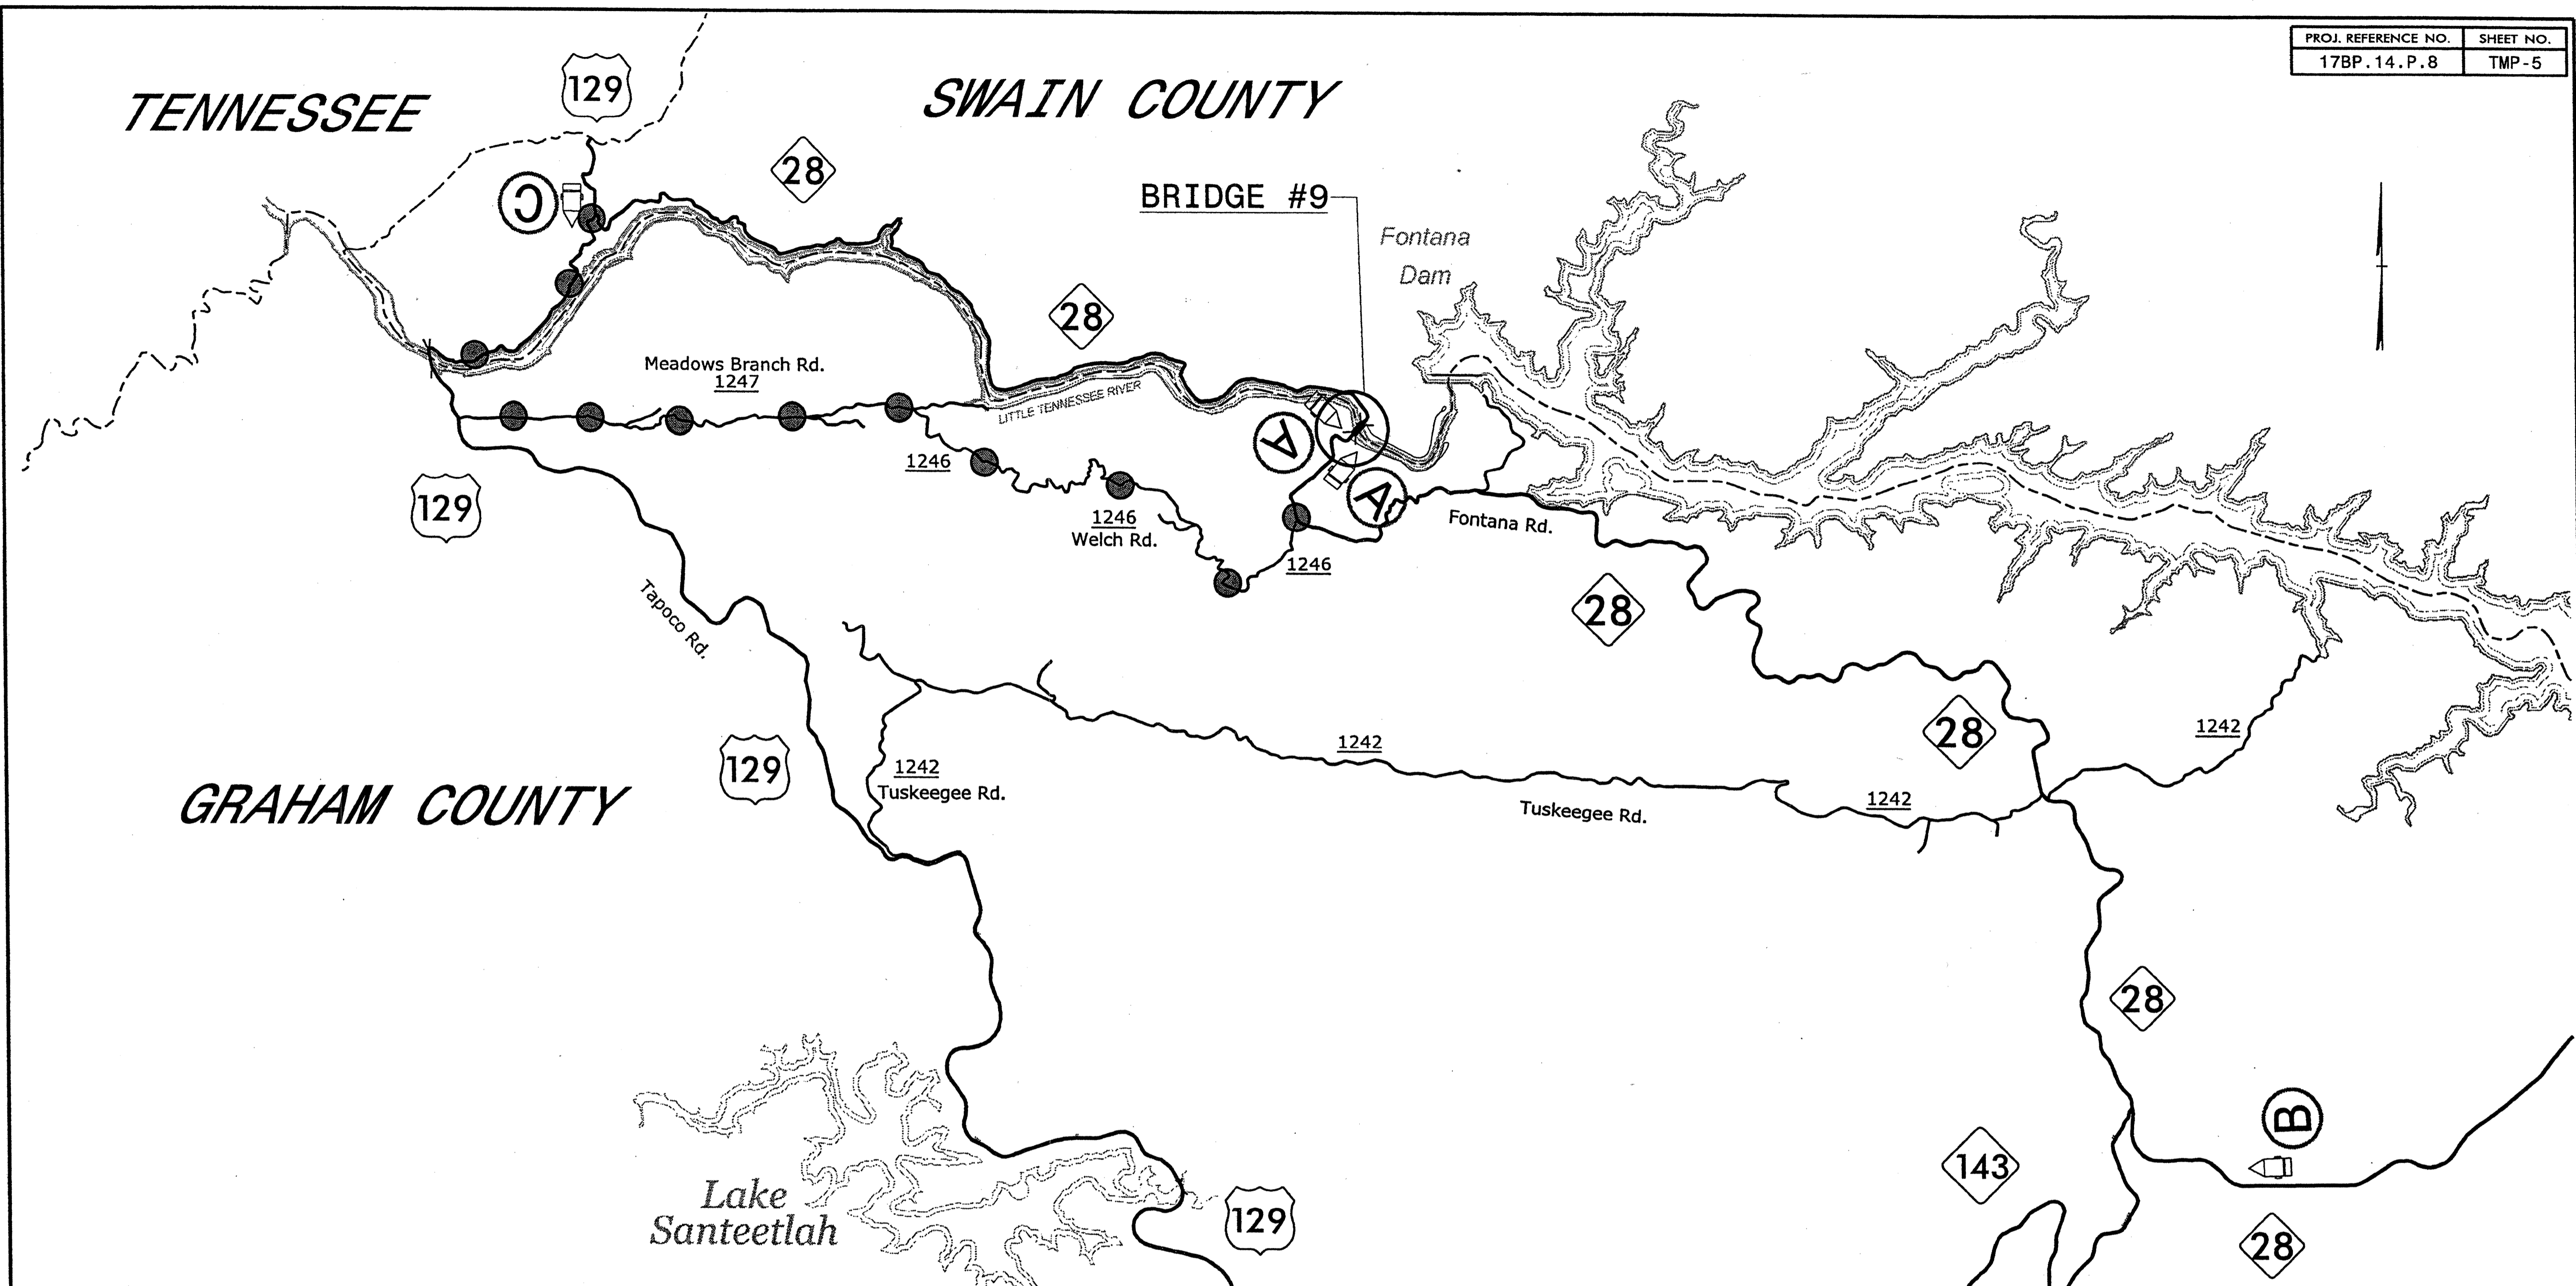 PROJ. REFERENCE NO. SHEET NO.
17BP.14.P.8 TMP-5
TENNESSEE
129
SWAIN COUNTY
28
BRIDGE #9
C
Fontana
Dam
28
Meadows Branch Rd.
1247
LITTLE TENNESSEE RIVER
A
1246
A
129
1246
Welch Rd.
Fontana Rd.
1246
28
Tapoco Rd.
28
1242
1242
129
1242
Tuskeegee Rd.
1242
Tuskeegee Rd.
GRAHAM COUNTY
28
B
143
Lake
Santeetlah
129
28